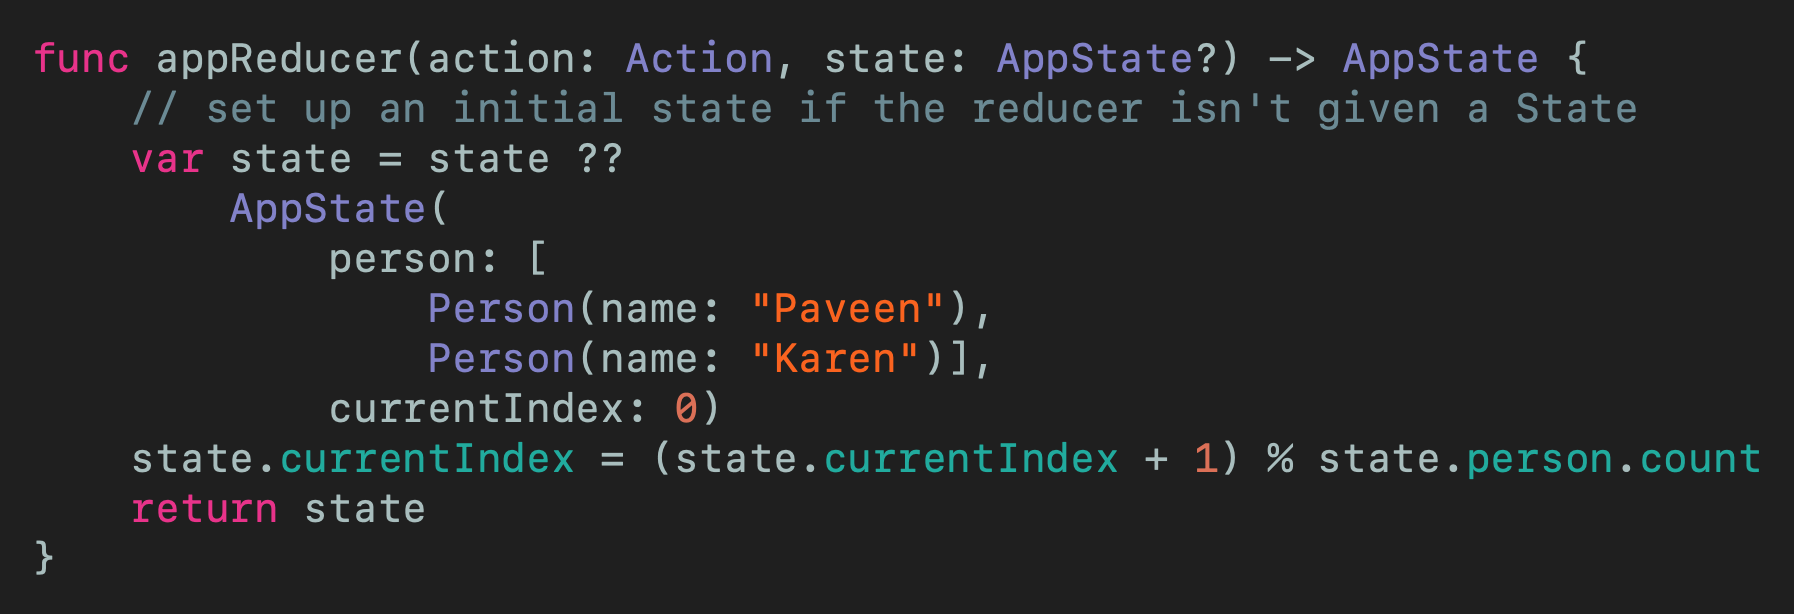 func appReducer(action: Action, state: AppState?) -> AppState {
    // set up an initial state if the reducer isn't given a State
    var state = state ??
        AppState(
            person: [
                Person(name: "Paveen"),
                Person(name: "Karen")],
            currentIndex: 0)
    state.currentIndex = (state.currentIndex + 1) % state.person.count
    return state
}